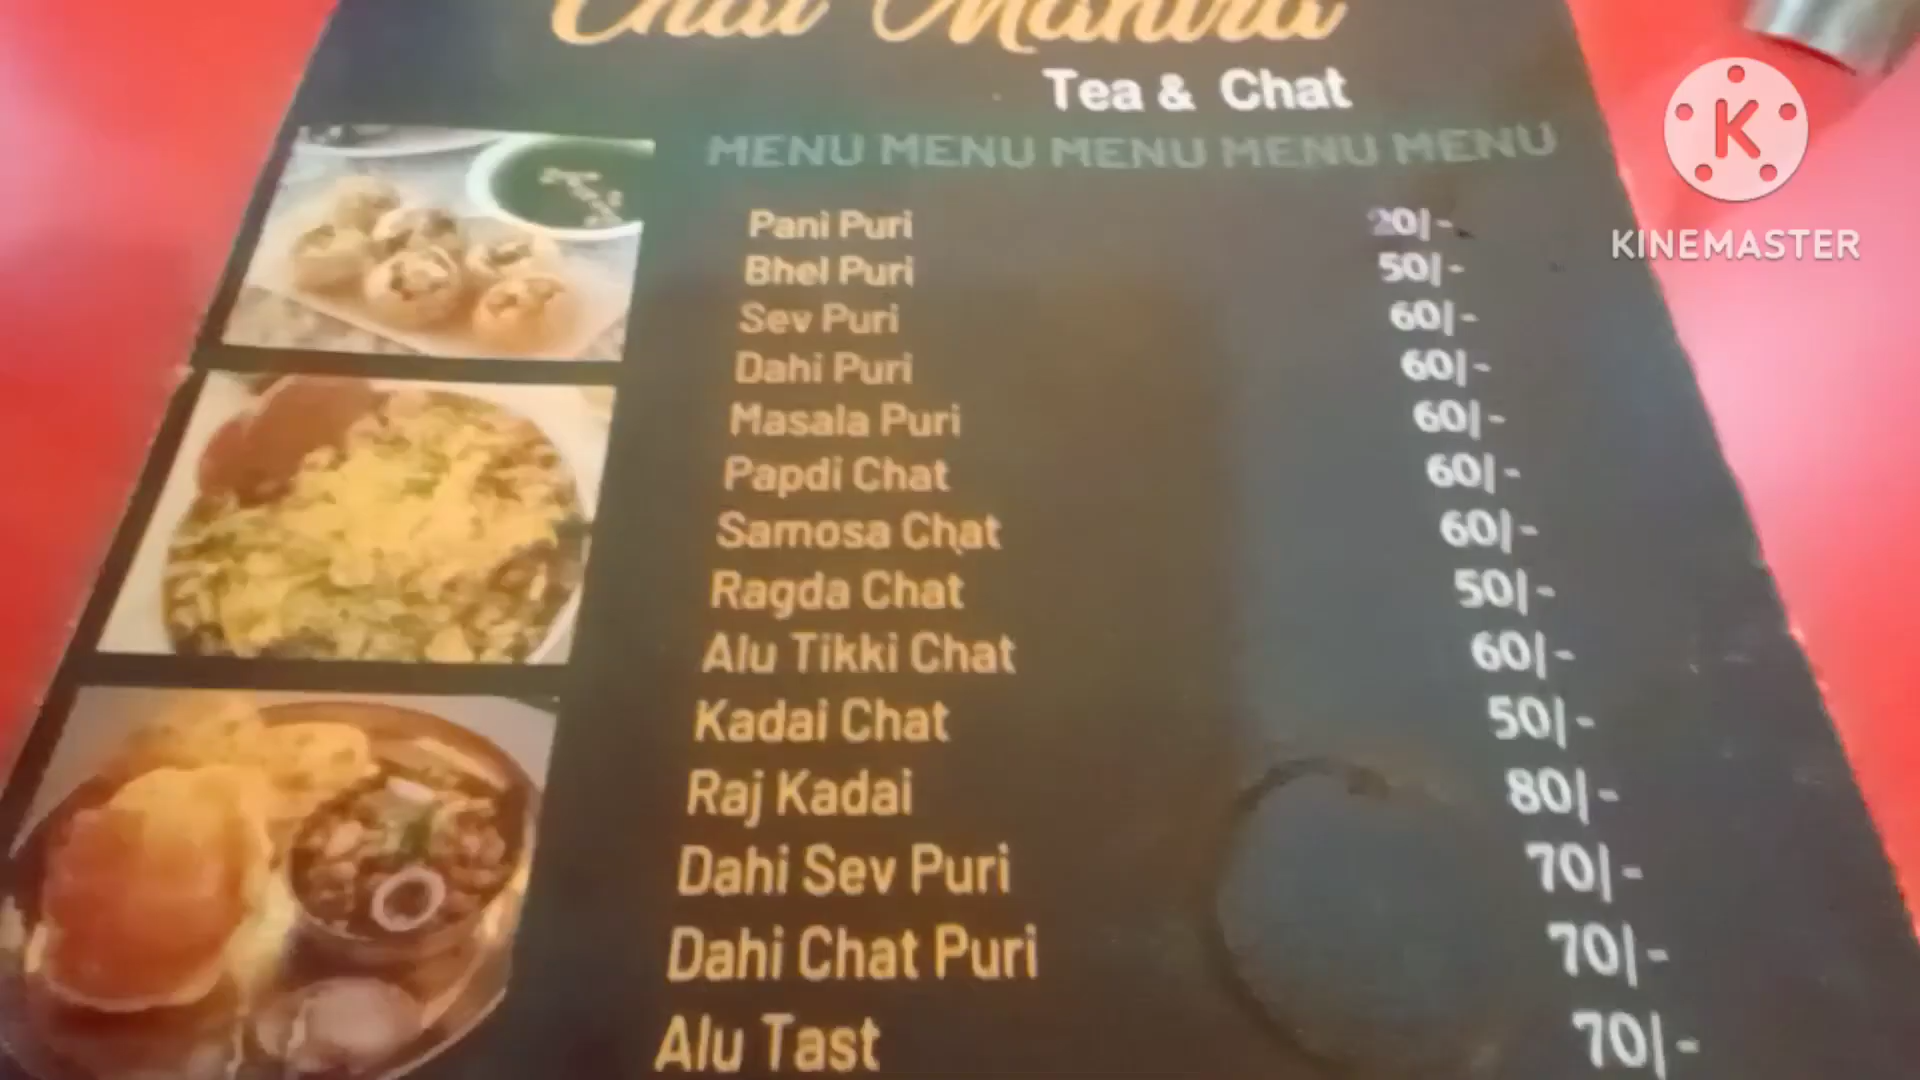 Tea & Chat
MENU MENU MENU MENU MENU
Pani Puri 20/-
Bhel Puri 50/-
Sev Puri 60/-
Dahi Puri 60/-
Masala Puri 60/-
Papdi Chat 60/-
Samosa Chat 60/-
Ragda Chat 50/-
Alu Tikki Chat 60/-
Kadai Chat 50/-
Raj Kadai 80/-
Dahi Sev Puri 70/-
Dahi Chat Puri 70/-
Alu Tast 70/-
K
KINEMASTER